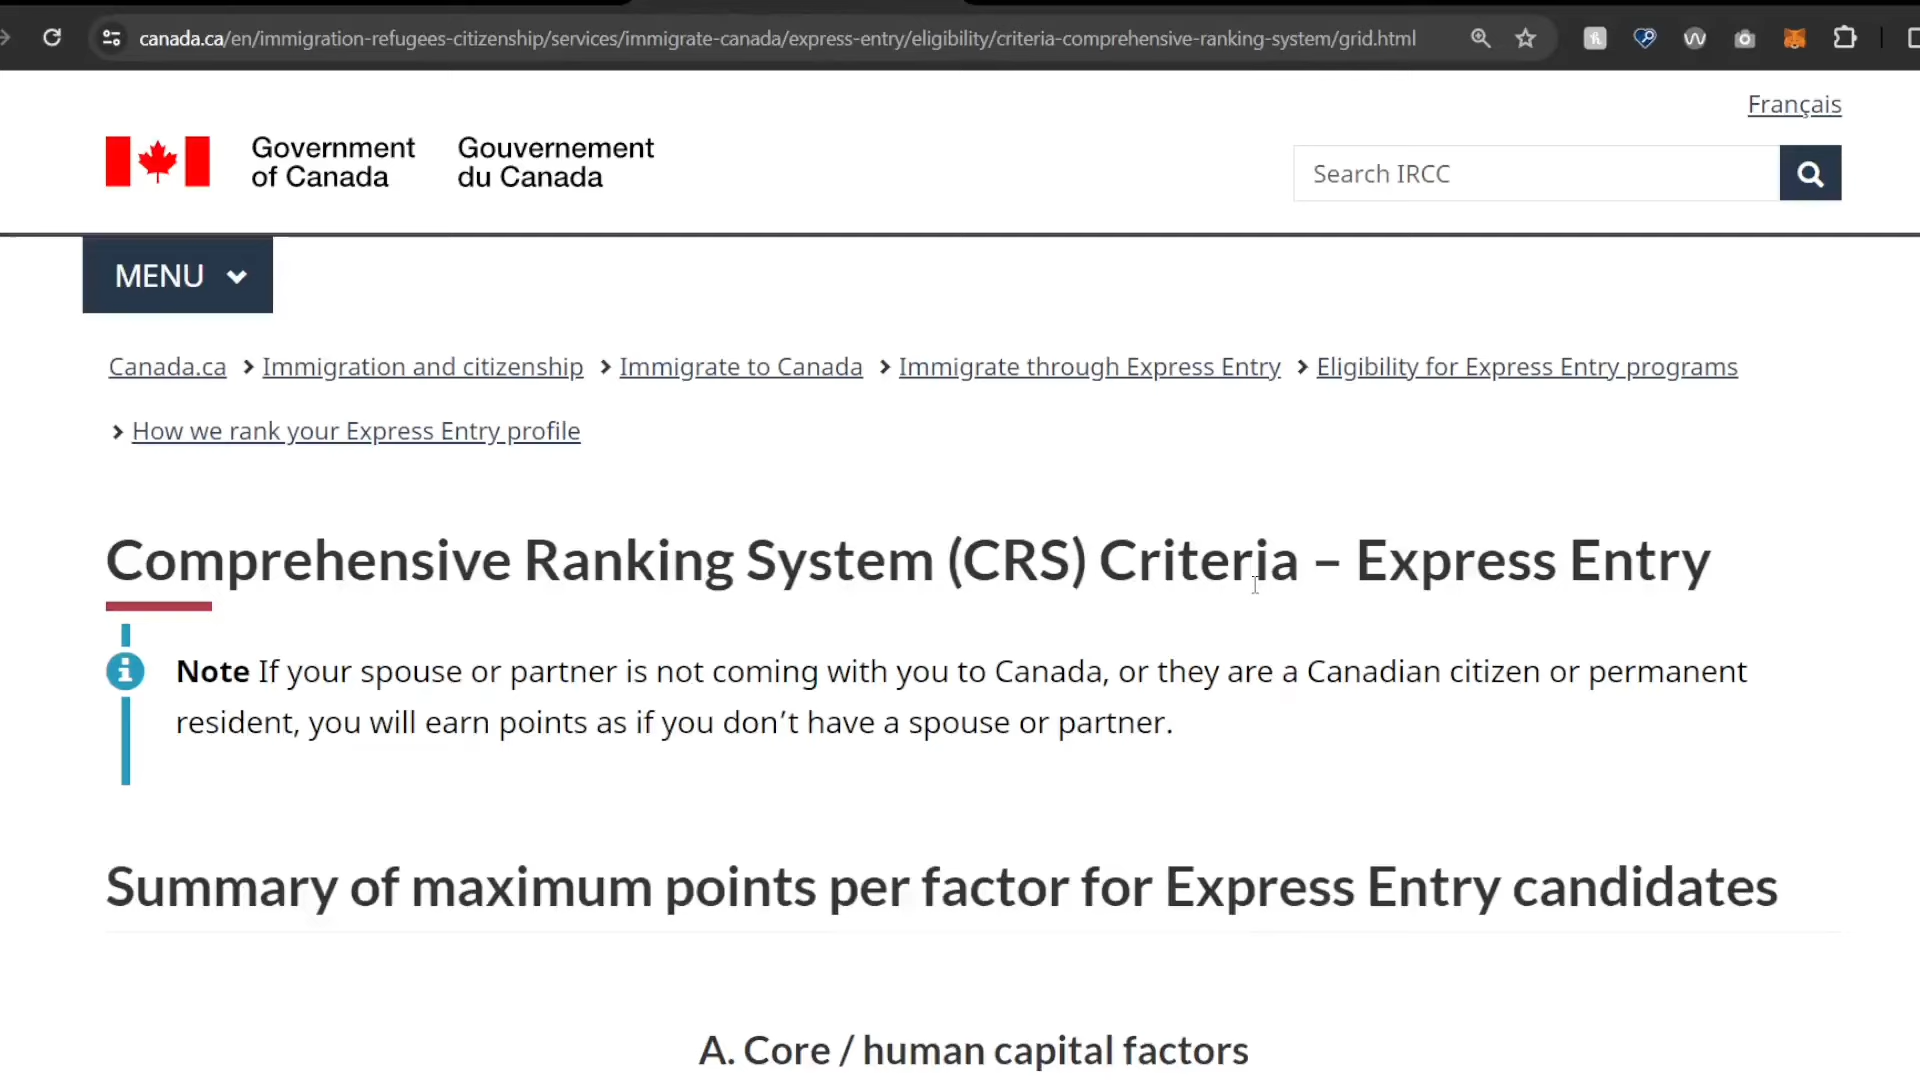 canada.ca/en/immigration-refugees-citizenship/services/immigrate-canada/express-entry/eligibility/criteria-comprehensive-ranking-system/grid.html
Français
Government of Canada
Gouvernement du Canada
Search IRCC
MENU
Canada.ca > Immigration and citizenship > Immigrate to Canada > Immigrate through Express Entry > Eligibility for Express Entry programs
> How we rank your Express Entry profile
Comprehensive Ranking System (CRS) Criteria – Express Entry
Note If your spouse or partner is not coming with you to Canada, or they are a Canadian citizen or permanent
resident, you will earn points as if you don’t have a spouse or partner.
Summary of maximum points per factor for Express Entry candidates
A. Core / human capital factors